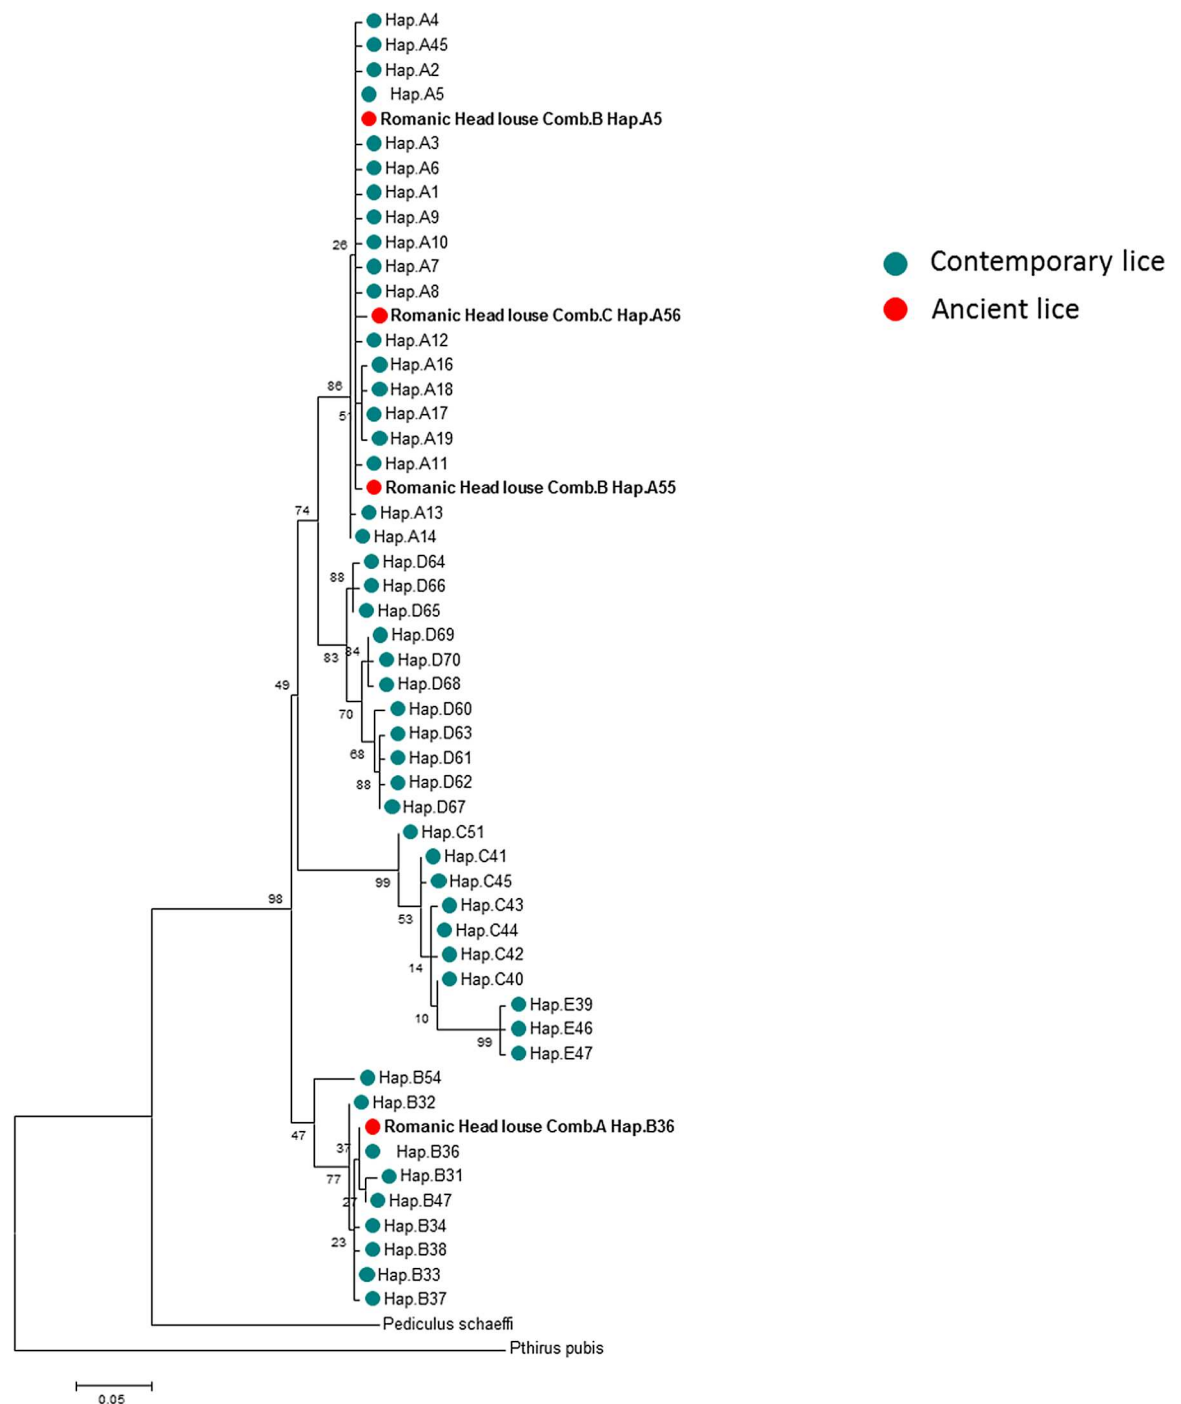 Hap.A4
Hap.A45
Hap.A2
Hap.A5
Romanic Head louse Comb.B Hap.A5
Hap.A3
Hap.A6
Hap.A1
Hap.A9
26
Hap.A10
Contemporary lice
Hap.A7
Hap.A8
Ancient lice
Romanic Head louse Comb.C Hap.A56
Hap.A12
Hap.A16
86
Hap.A18
Hap.A17
Hap.A19
Hap.A11
Romanic Head louse Comb.B Hap.A55
74
Hap.A13
Hap.A14
Hap.D64
88
Hap.D66
Hap.D65
Hap.D69
83
Hap.D70
49
Hap.D68
Hap.D60
70
Hap.D63
68
Hap.D61
88
Hap.D62
Hap.D67
Hap.C51
Hap.C41
99
Hap.C45
98
Hap.C43
53
Hap.C44
Hap.C42
14
Hap.C40
Hap.E39
10
Hap.E46
99
Hap.E47
Hap.B54
Hap.B32
Romanic Head louse Comb.A Hap.B36
47
37
Hap.B36
77
Hap.B31
27
Hap.B47
Hap.B34
23
Hap.B38
Hap.B33
Hap.B37
Pediculus schaeffi
Pthirus pubis
0.05